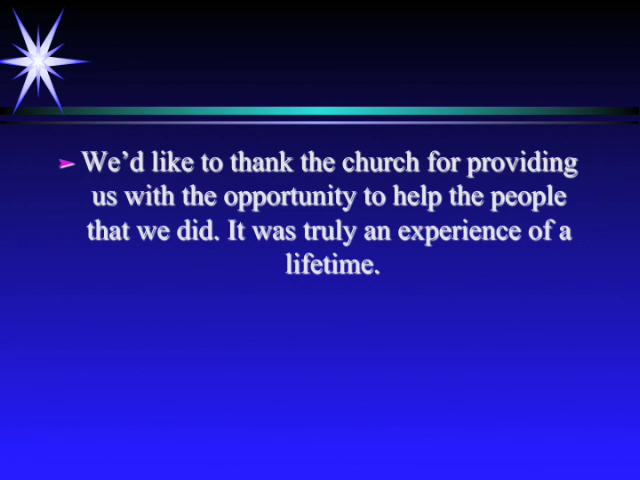 We’d like to thank the church for providing
us with the opportunity to help the people
that we did. It was truly an experience of a
lifetime.